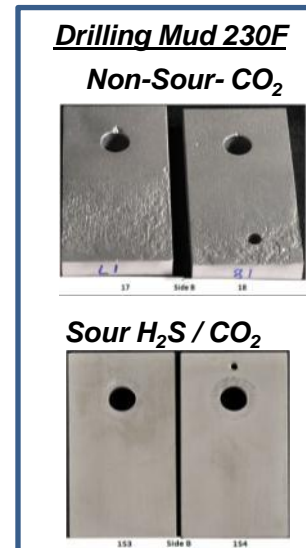 Drilling Mud 230F
Non-Sour- CO₂
L1
81
17 Side B 18
Sour H₂S / CO₂
153 Side B 154